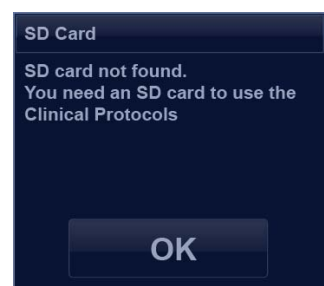 SD Card
SD card not found.
You need an SD card to use the
Clinical Protocols
OK